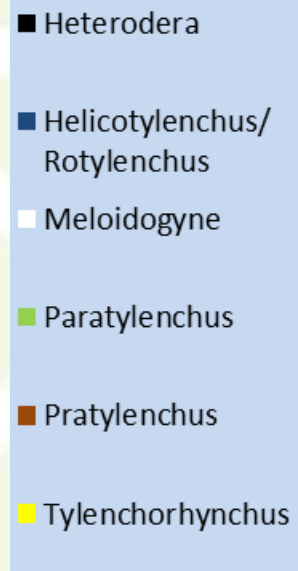 Heterodera
Helicotylenchus/
Rotylenchus
Meloidogyne
Paratylenchus
Pratylenchus
Tylenchorhynchus